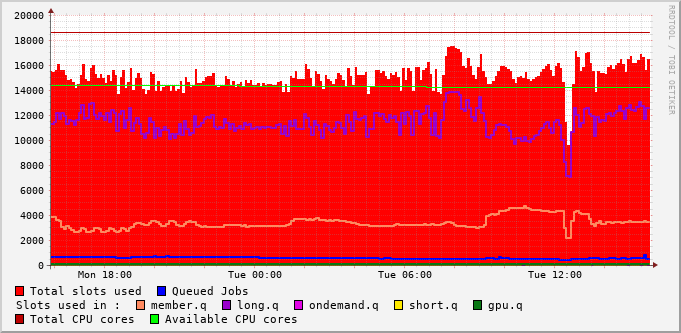 RRDTOOL / TOBI OETIKER
20000
18000
16000
14000
12000
10000
8000
6000
4000
2000
0
Mon 18:00 Tue 00:00 Tue 06:00 Tue 12:00
Total slots used Queued Jobs
Slots used in : member.q long.q ondemand.q short.q gpu.q
Total CPU cores Available CPU cores